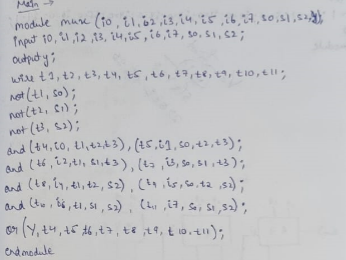 Main →
module mux (i0, i1, i2, i3, i4, i5, i6, i7, s0, s1, s2, y);
input i0, i1, i2, i3, i4, i5, i6, i7, s0, s1, s2;
output y;
wire t1, t2, t3, t4, t5, t6, t7, t8, t9, t10, t11;
not (t1, s0);
not (t2, s1);
not (t3, s2);
and (t4, i0, t1, t2, t3), (t5, i1, s0, t2, t3);
and (t6, i2, t1, s1, t3), (t7, i3, s0, s1, t3);
and (t8, i4, t1, t2, s2), (t9, i5, s0, t2, s2);
and (t10, i6, t1, s1, s2), (t11, i7, s0, s1, s2);
or (Y, t4, t5 t6, t7, t8, t9, t10, t11);
endmodule